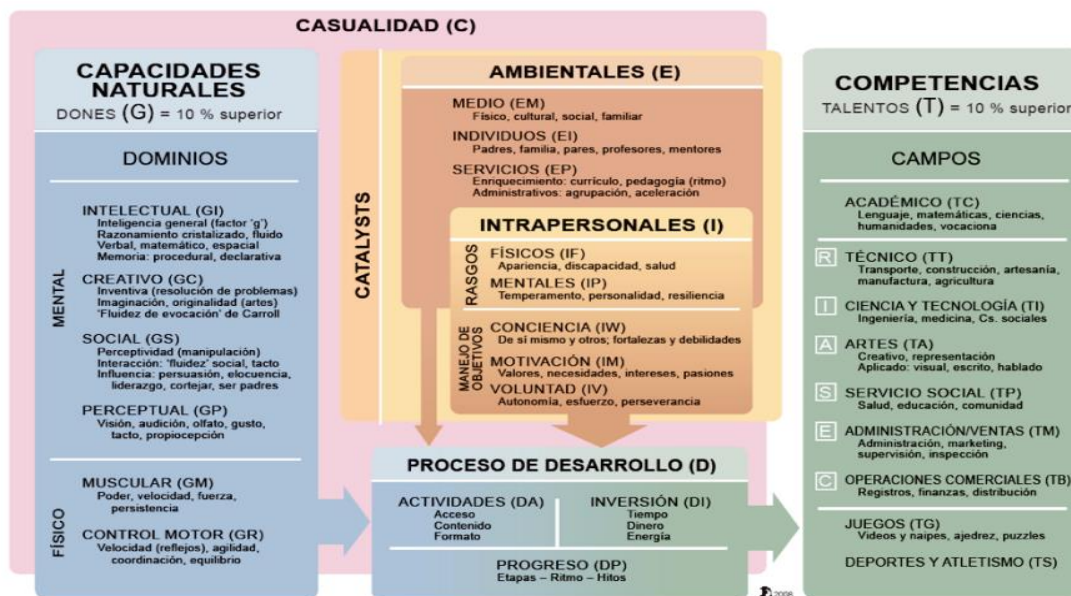 CASUALIDAD (C)
CAPACIDADES
NATURALES
DONES (G) = 10 % superior
DOMINIOS
MENTAL
INTELECTUAL (GI)
Inteligencia general (factor ‘g’)
Razonamiento cristalizado, fluido
Verbal, matemático, espacial
Memoria: procedural, declarativa
CREATIVO (GC)
Inventiva (resolución de problemas)
Imaginación, originalidad (artes)
‘Fluidez de evocación’ de Carroll
SOCIAL (GS)
Perceptividad (manipulación)
Interacción: ‘fluidez’ social, tacto
Influencia: persuasión, elocuencia,
liderazgo, cortejar, ser padres
PERCEPTUAL (GP)
Visión, audición, olfato, gusto,
tacto, propiocepción
FÍSICO
MUSCULAR (GM)
Poder, velocidad, fuerza,
persistencia
CONTROL MOTOR (GR)
Velocidad (reflejos), agilidad,
coordinación, equilibrio
CATALYSTS
AMBIENTALES (E)
MEDIO (EM)
Físico, cultural, social, familiar
INDIVIDUOS (EI)
Padres, familia, pares, profesores, mentores
SERVICIOS (EP)
Enriquecimiento: currículo, pedagogía (ritmo)
Administrativos: agrupación, aceleración
INTRAPERSONALES (I)
RASGOS
FÍSICOS (IF)
Apariencia, discapacidad, salud
MENTALES (IP)
Temperamento, personalidad, resiliencia
MANEJO DE
OBJETIVOS
CONCIENCIA (IW)
De sí mismo y otros; fortalezas y debilidades
MOTIVACIÓN (IM)
Valores, necesidades, intereses, pasiones
VOLUNTAD (IV)
Autonomía, esfuerzo, perseverancia
PROCESO DE DESARROLLO (D)
ACTIVIDADES (DA)
Acceso
Contenido
Formato
INVERSIÓN (DI)
Tiempo
Dinero
Energía
PROGRESO (DP)
Etapas – Ritmo – Hitos
2008
COMPETENCIAS
TALENTOS (T) = 10 % superior
CAMPOS
ACADÉMICO (TC)
Lenguaje, matemáticas, ciencias,
humanidades, vocaciona
R TÉCNICO (TT)
Transporte, construcción, artesanía,
manufactura, agricultura
I CIENCIA Y TECNOLOGÍA (TI)
Ingeniería, medicina, Cs. sociales
A ARTES (TA)
Creativo, representación
Aplicado: visual, escrito, hablado
S SERVICIO SOCIAL (TP)
Salud, educación, comunidad
E ADMINISTRACIÓN/VENTAS (TM)
Administración, marketing,
supervisión, inspección
C OPERACIONES COMERCIALES (TB)
Registros, finanzas, distribución
JUEGOS (TG)
Videos y naipes, ajedrez, puzzles
DEPORTES Y ATLETISMO (TS)